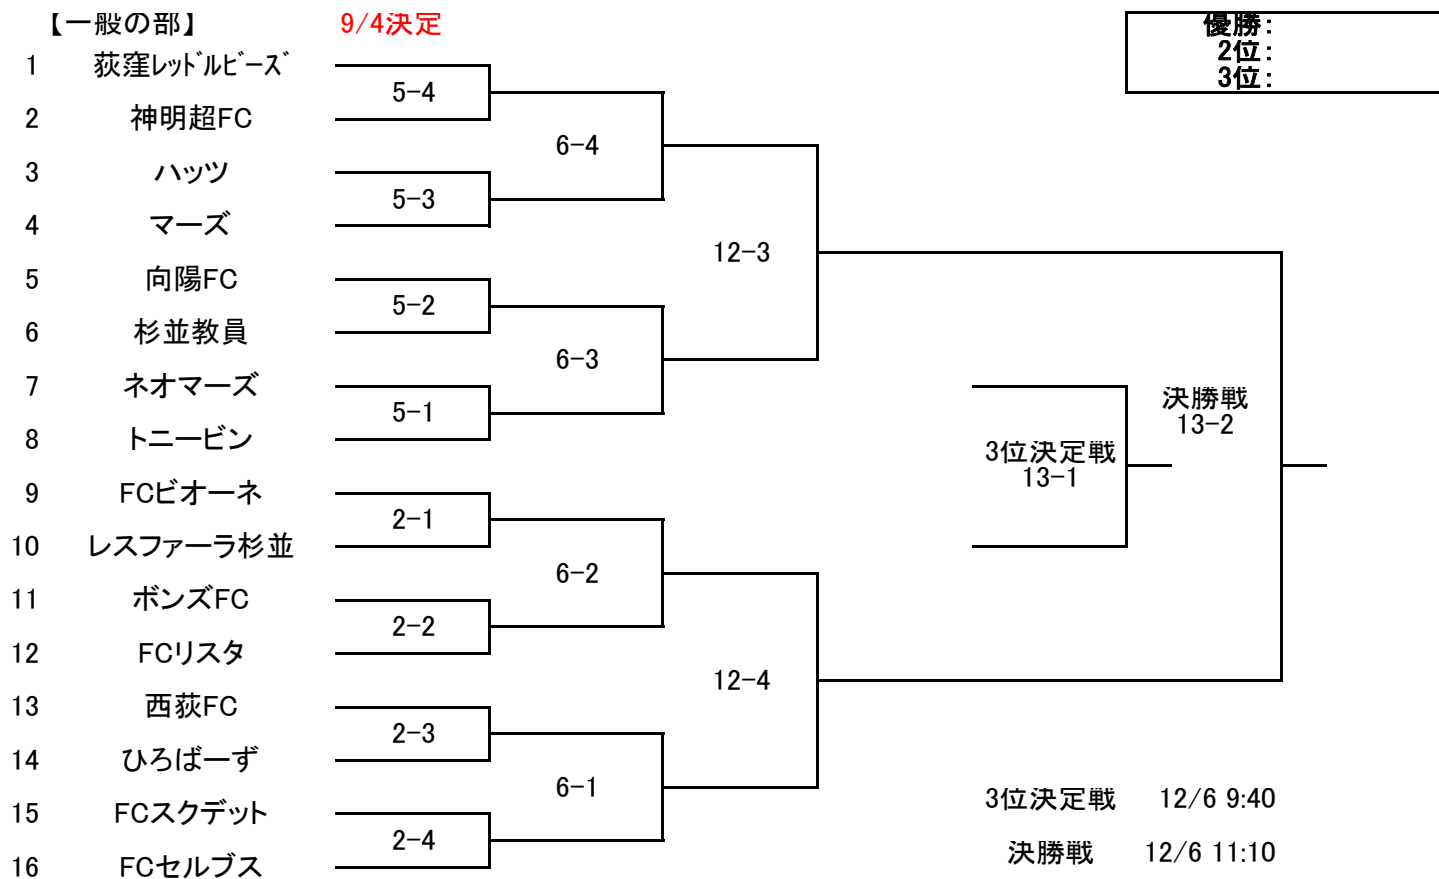 【一般の部】 9/4決定
優勝:
2位:
3位:
1 荻窪ﾚｯﾄﾞﾙﾋﾞｰｽﾞ
5-4
2 神明超FC
6-4
3 ハッツ
5-3
4 マーズ
12-3
5 向陽FC
5-2
6 杉並教員
6-3
7 ネオマーズ
5-1
8 トニービン
決勝戦
13-2
3位決定戦
13-1
9 FCビオーネ
2-1
10 レスファーラ杉並
6-2
11 ボンズFC
2-2
12 FCリスタ
12-4
13 西荻FC
2-3
14 ひろばーず
6-1
15 FCスクデット
2-4
16 FCセルブス
3位決定戦 12/6 9:40
決勝戦 12/6 11:10